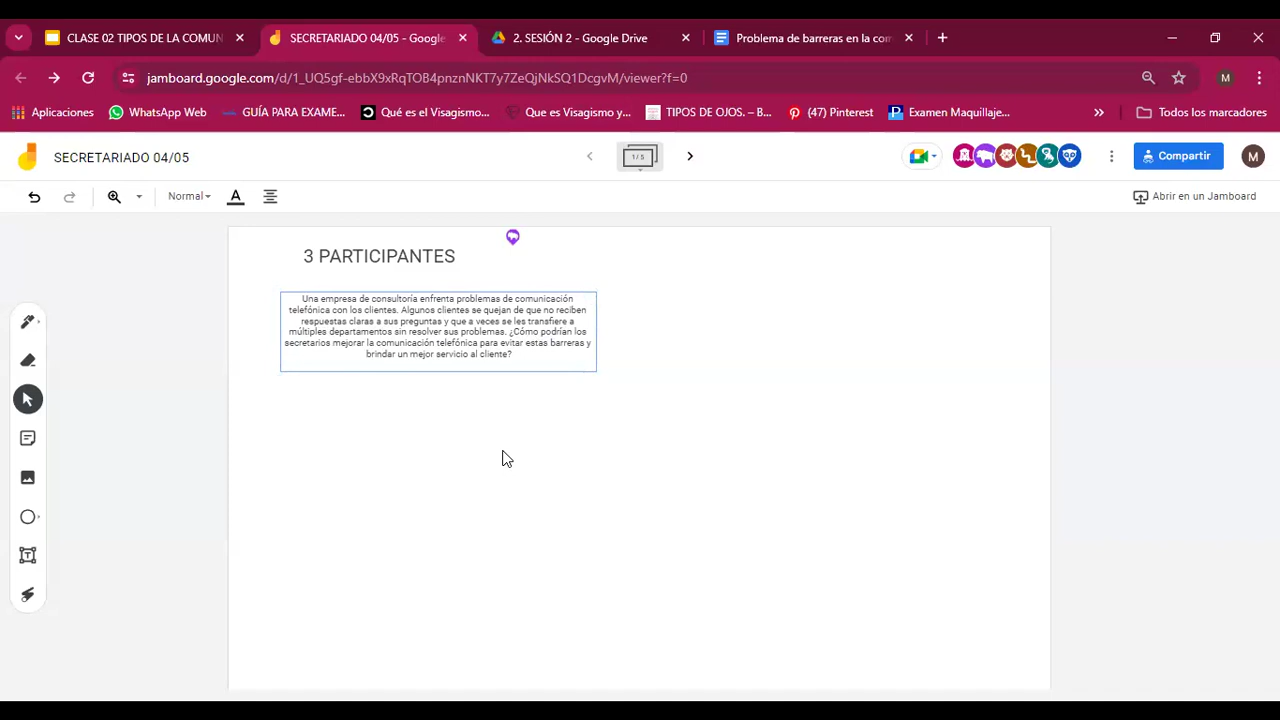 CLASE 02 TIPOS DE LA COMUN
SECRETARIADO 04/05 - Google
2. SESIÓN 2 - Google Drive
Problema de barreras en la com
jamboard.google.com/d/1_UQ5gf-ebbX9xRqTOB4pnznNKT7y7ZeQjNkSQ1DcgvM/viewer?f=0
M
Aplicaciones
WhatsApp Web
GUÍA PARA EXAME...
Qué es el Visagismo...
Que es Visagismo y...
TIPOS DE OJOS. – B...
(47) Pinterest
Examen Maquillaje...
»
Todos los marcadores
SECRETARIADO 04/05
1/5
Compartir
M
Normal
A
Abrir en un Jamboard
3 PARTICIPANTES
Una empresa de consultoría enfrenta problemas de comunicación
telefónica con los clientes. Algunos clientes se quejan de que no reciben
respuestas claras a sus preguntas y que a veces se les transfiere a
múltiples departamentos sin resolver sus problemas. ¿Cómo podrían los
secretarios mejorar la comunicación telefónica para evitar estas barreras y
brindar un mejor servicio al cliente?